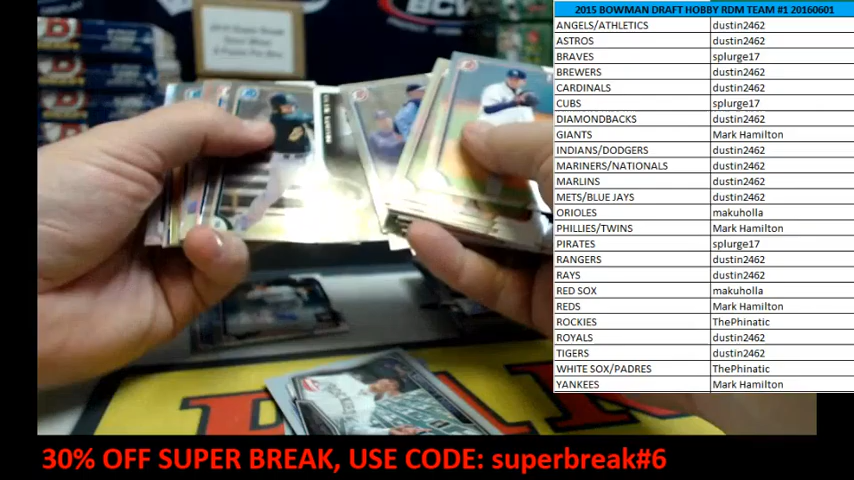 2015 BOWMAN DRAFT HOBBY RDM TEAM #1 20160601
ANGELS/ATHLETICS dustin2462
ASTROS dustin2462
BRAVES splurge17
BREWERS dustin2462
CARDINALS dustin2462
CUBS splurge17
DIAMONDBACKS dustin2462
GIANTS Mark Hamilton
INDIANS/DODGERS dustin2462
MARINERS/NATIONALS dustin2462
MARLINS dustin2462
METS/BLUE JAYS dustin2462
ORIOLES makuholla
PHILLIES/TWINS Mark Hamilton
PIRATES splurge17
RANGERS dustin2462
RAYS dustin2462
RED SOX makuholla
REDS Mark Hamilton
ROCKIES ThePhinatic
ROYALS dustin2462
TIGERS dustin2462
WHITE SOX/PADRES ThePhinatic
YANKEES Mark Hamilton
BCW
30% OFF SUPER BREAK, USE CODE: superbreak#6